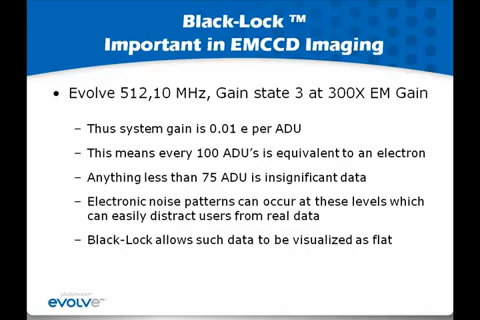 Black-Lock ™
Important in EMCCD Imaging
• Evolve 512,10 MHz, Gain state 3 at 300X EM Gain
– Thus system gain is 0.01 e per ADU
– This means every 100 ADU's is equivalent to an electron
– Anything less than 75 ADU is insignificant data
– Electronic noise patterns can occur at these levels which
can easily distract users from real data
– Black-Lock allows such data to be visualized as flat
evolve